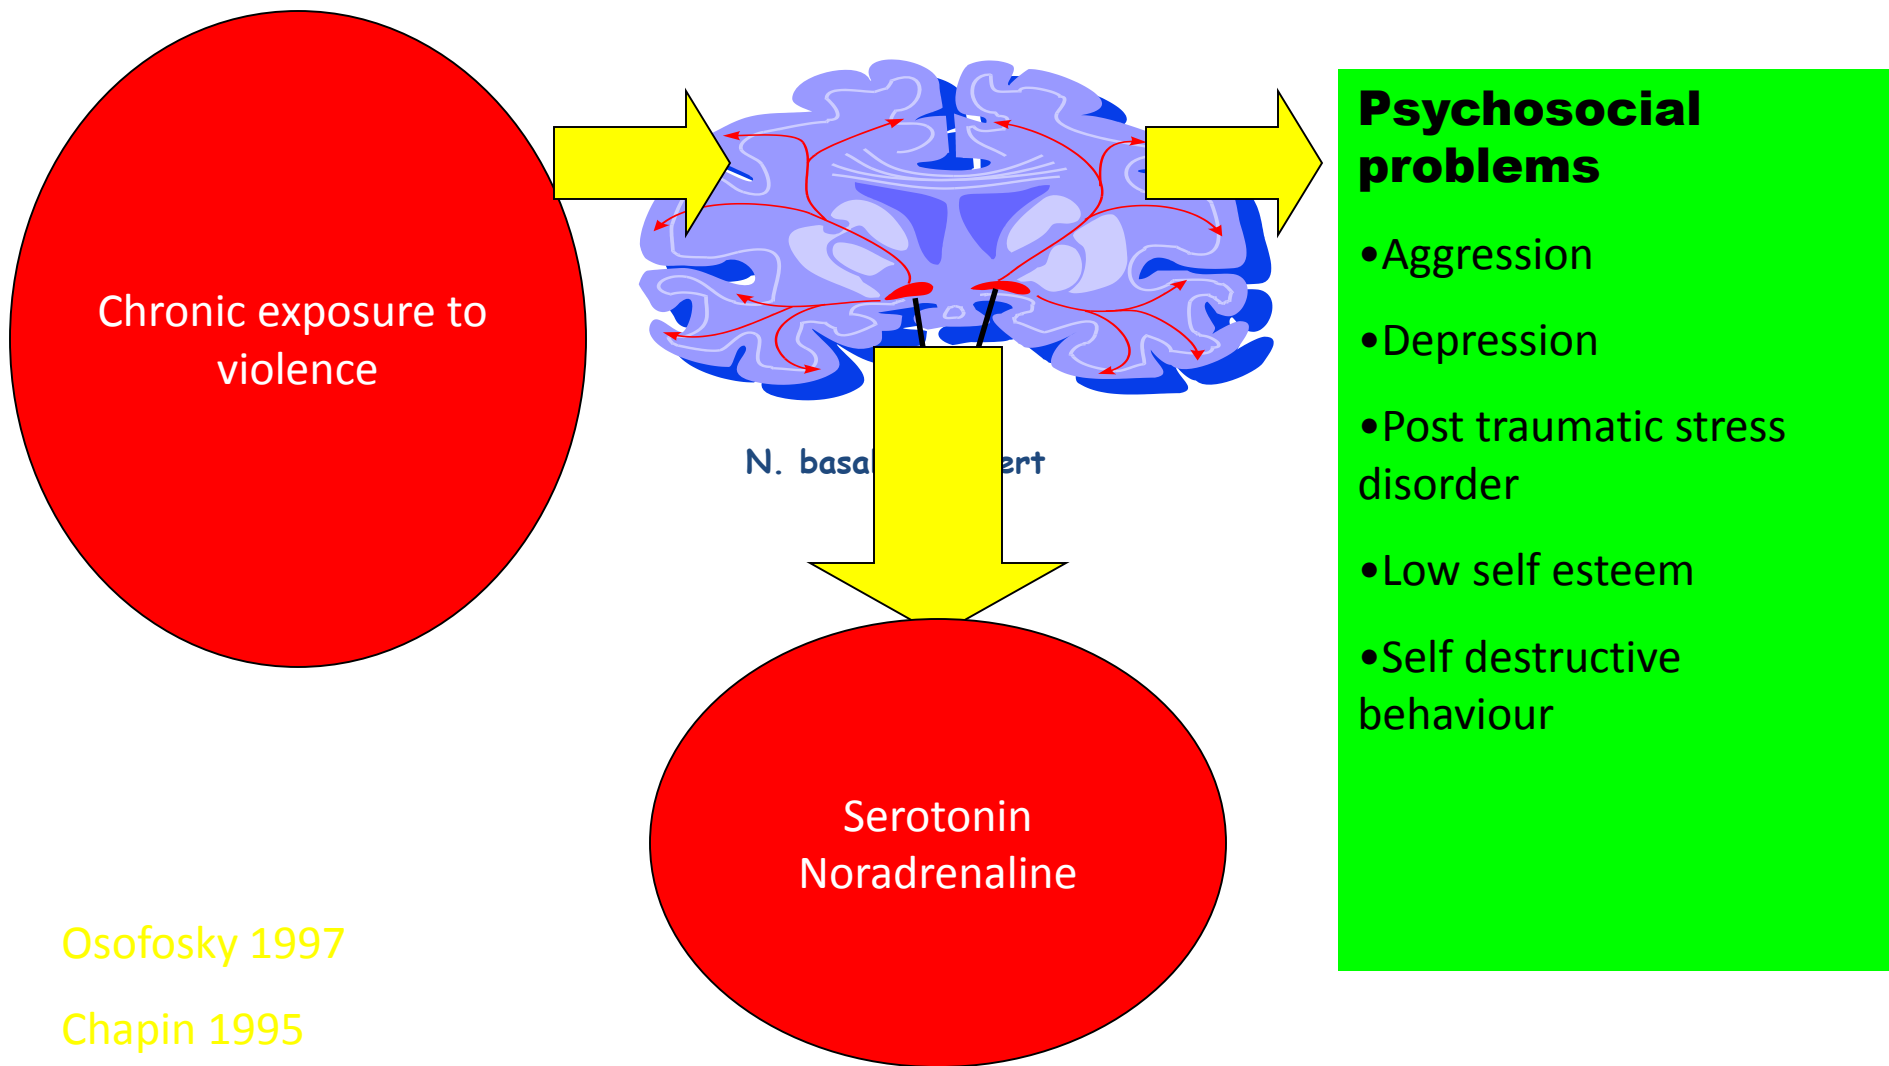 Chronic exposure to
violence
N. basal
ert
Psychosocial
problems
•Aggression
•Depression
•Post traumatic stress
disorder
•Low self esteem
•Self destructive
behaviour
Serotonin
Noradrenaline
Osofosky 1997
Chapin 1995